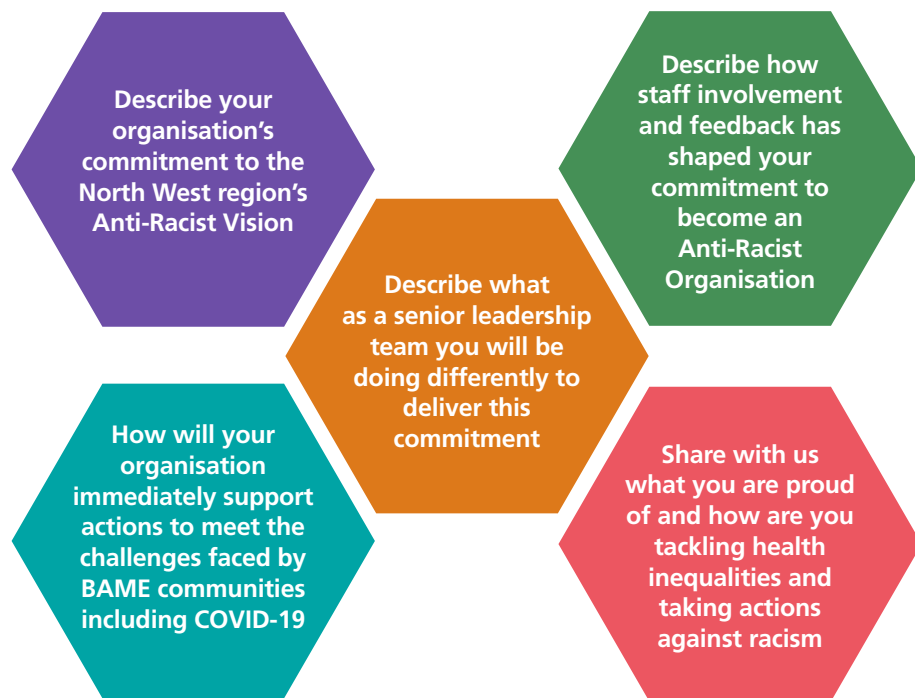 Describe your
organisation's
commitment to the
North West region's
Anti-Racist Vision
Describe how
staff involvement
and feedback has
shaped your
commitment to
become an
Anti-Racist
Organisation
Describe what
as a senior leadership
team you will be
doing differently to
deliver this
commitment
How will your
organisation
immediately support
actions to meet the
challenges faced by
BAME communities
including COVID-19
Share with us
what you are proud
of and how are you
tackling health
inequalities and
taking actions
against racism